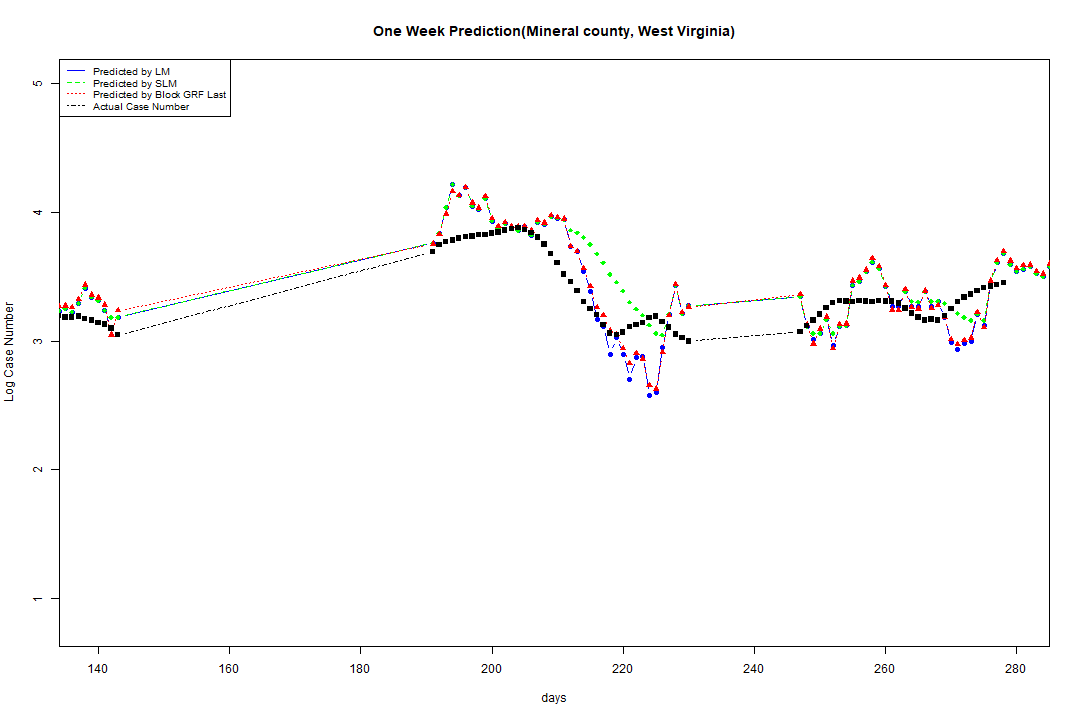 One Week Prediction(Mineral county, West Virginia)
Predicted by LM
Predicted by SLM
Predicted by Block GRF Last
Actual Case Number
5
4
3
2
1
Log Case Number
140 160 180 200 220 240 260 280
days